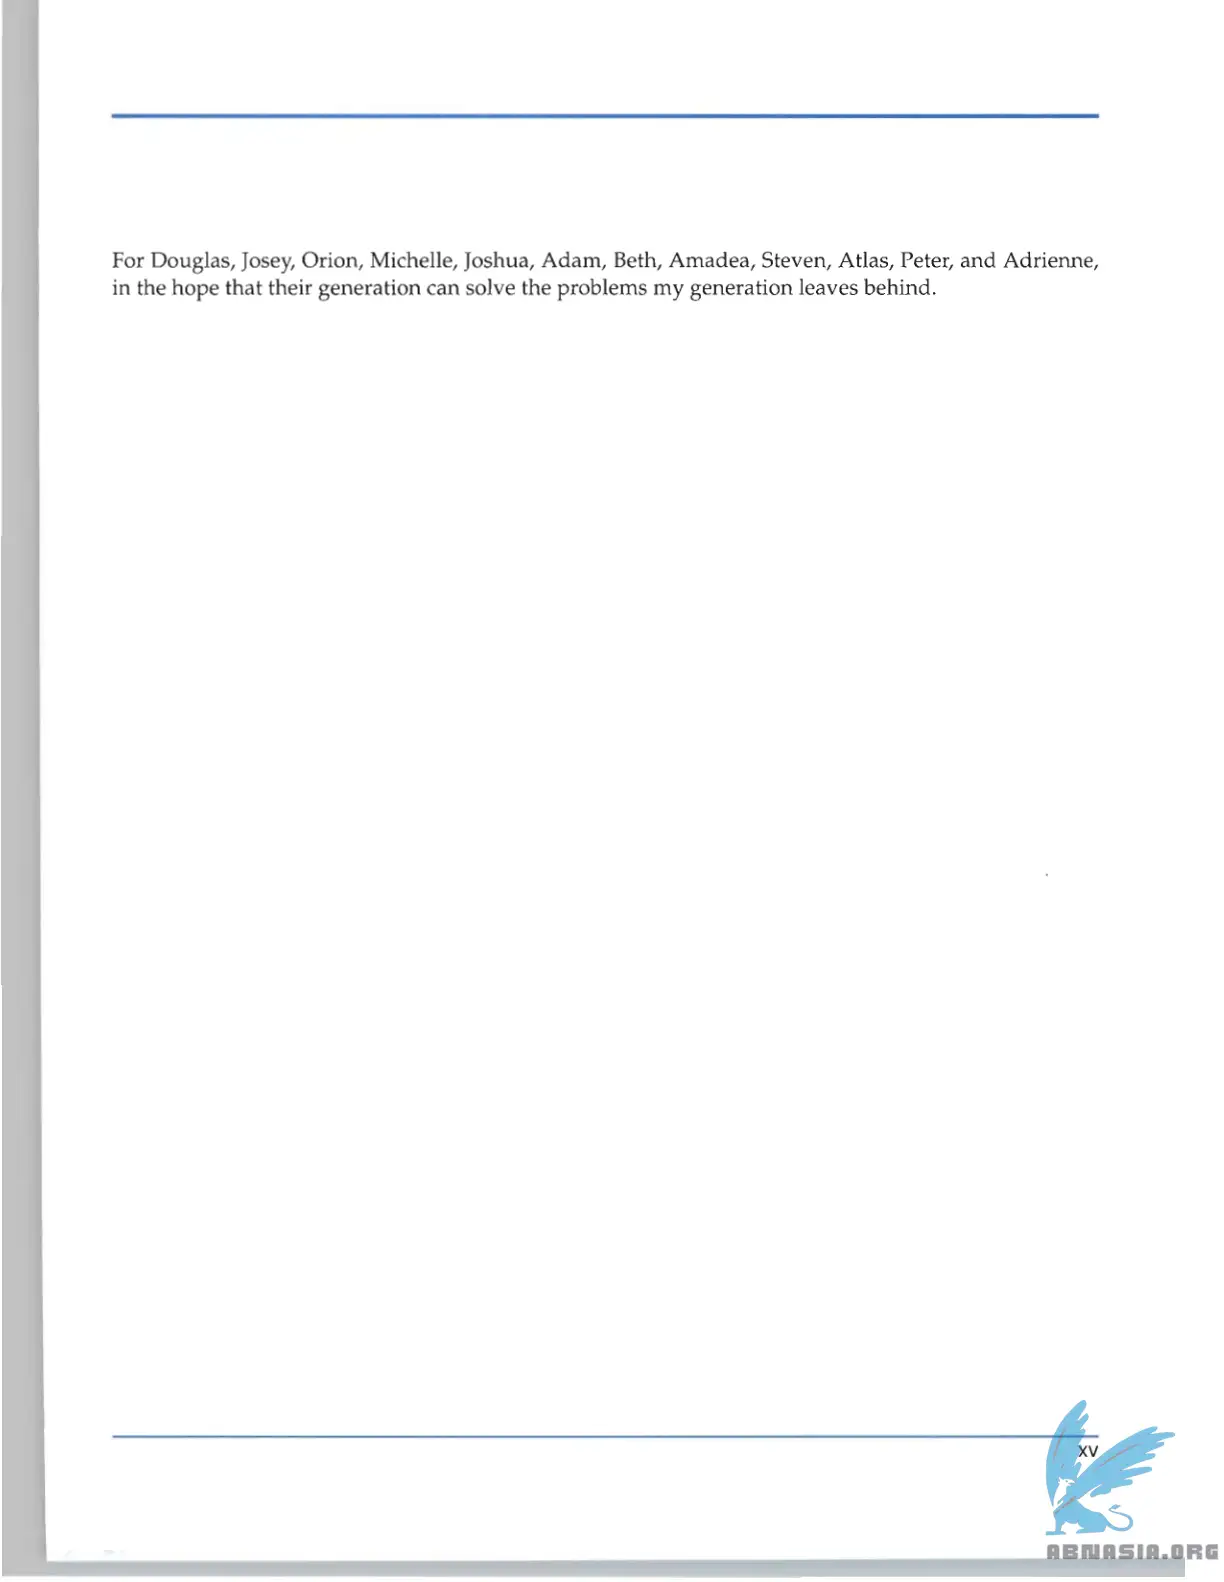 For Douglas, Josey, Orion, Michelle, Joshua, Adam, Beth, Amadea, Steven, Atlas, Peter, and Adrienne,
in the hope that their generation can solve the problems my generation leaves behind.
xv
ABNASIA.ORG